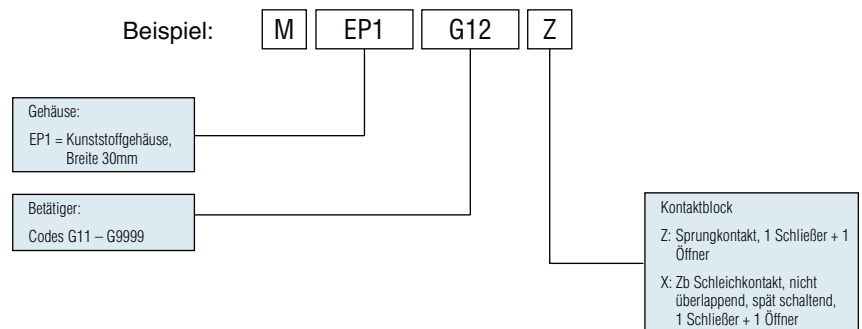 Beispiel: M EP1 G12 Z
Gehäuse:
EP1 = Kunststoffgehäuse,
Breite 30mm
Betätiger:
Codes G11 – G9999
Kontaktblock
Z: Sprungkontakt, 1 Schließer + 1
Öffner
X: Zb Schleichkontakt, nicht
überlappend, spät schaltend,
1 Schließer + 1 Öffner